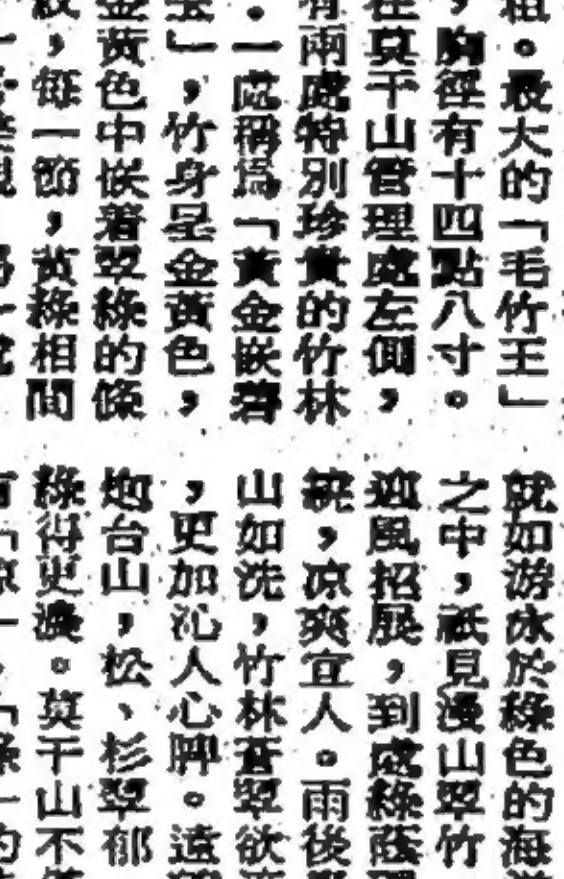 粗。最大的「毛竹王」
，胸徑有十四點八寸。
在莫干山管理處左側，
有兩處特別珍貴的竹林
。一處稱爲「黃金嵌碧
」，竹身呈金黃色，
金黃色中嵌着翠綠的條
紋，每一節，黃綠相間
就如游泳於綠色的海
之中，祇見漫山翠竹
迎風招展，到處綠蔭
，凉爽宜人。雨後
山如洗，竹林蒼翠欲
，更加沁人心脾。遠
炮台山，松、杉翠郁
綠得更濃。莫干山不